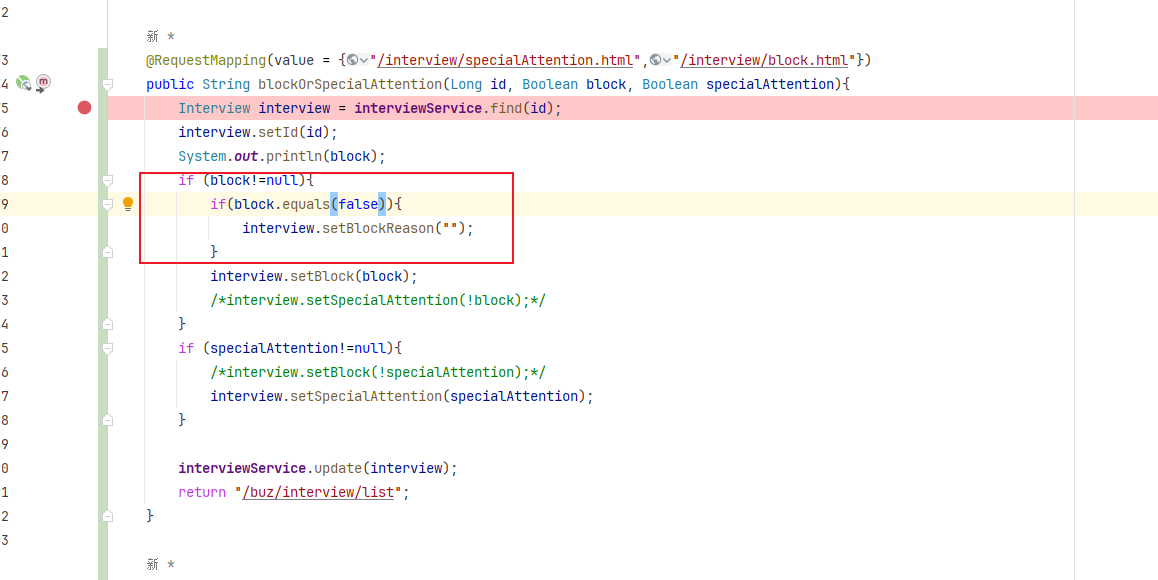 2
新 *
3 @RequestMapping(value = {"/interview/specialAttention.html","/interview/block.html"})
4 m public String blockOrSpecialAttention(Long id, Boolean block, Boolean specialAttention){
5 Interview interview = interviewService.find(id);
6 interview.setId(id);
7 System.out.println(block);
8 if (block!=null){
9 if(block.equals(false)){
0 interview.setBlockReason("");
1 }
2 interview.setBlock(block);
3 /*interview.setSpecialAttention(!block);*/
4 }
5 if (specialAttention!=null){
6 /*interview.setBlock(!specialAttention);*/
7 interview.setSpecialAttention(specialAttention);
8 }
9
0 interviewService.update(interview);
1 return "/buz/interview/list";
2 }
3
新 *